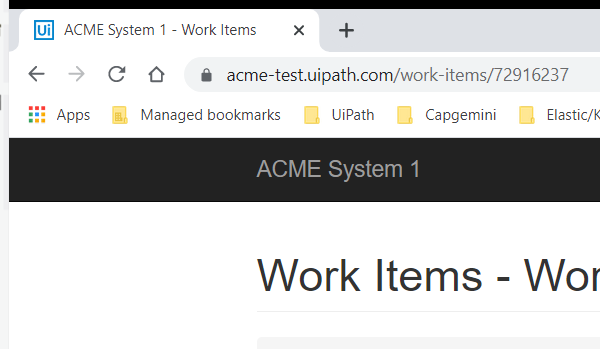 Ui ACME System 1 - Work Items
acme-test.uipath.com/work-items/72916237
Apps Managed bookmarks UiPath Capgemini Elastic/K
ACME System 1
Work Items - Wor